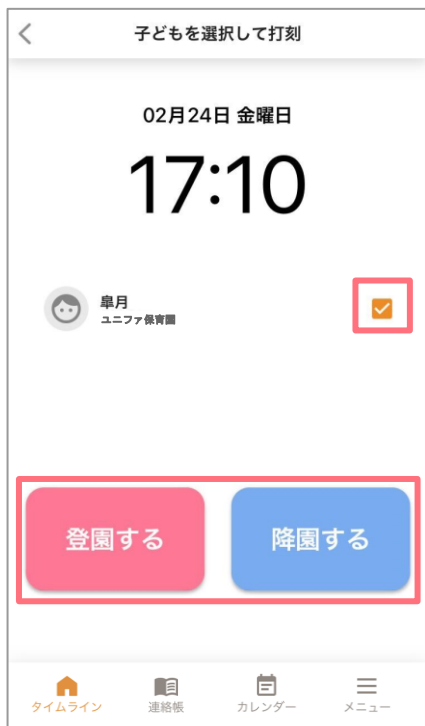 子どもを選択して打刻
02月24日 金曜日
17:10
皐月
ユニファ保育園
登園する 降園する
タイムライン 連絡帳 カレンダー メニュー